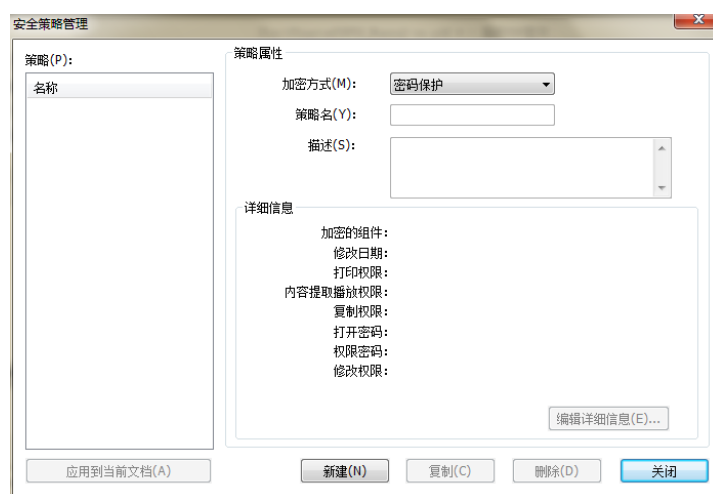 安全策略管理
策略(P):
名称
策略属性
加密方式(M): 密码保护
策略名(Y):
描述(S):
详细信息
加密的组件:
修改日期:
打印权限:
内容提取播放权限:
复制权限:
打开密码:
权限密码:
修改权限:
编辑详细信息(E)...
应用到当前文档(A) 新建(N) 复制(C) 删除(D) 关闭